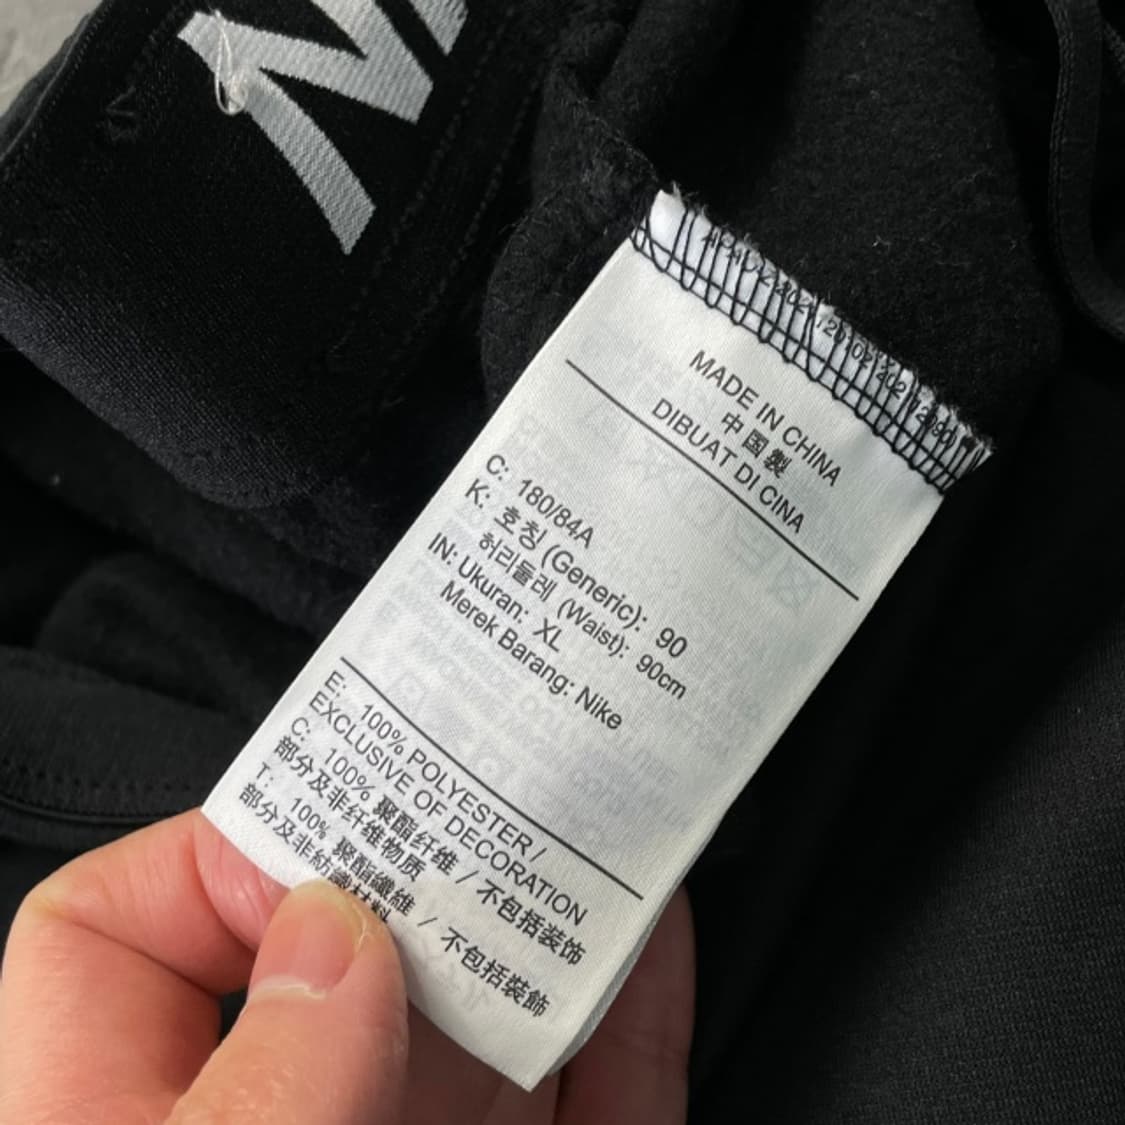 MADE IN CHINA
中国製
DIBUAT DI CINA
C: 180/84A
K: 호칭 (Generic): 90
허리둘레 (Waist): 90cm
IN: Ukuran: XL
Merek Barang: Nike
E: 100% POLYESTER /
EXCLUSIVE OF DECORATION
C: 100% 聚酯纤维 / 不包括装饰
部分及非纤维物质
T: 100% 聚酯纖維 / 不包括裝飾
部分及非紡織材料